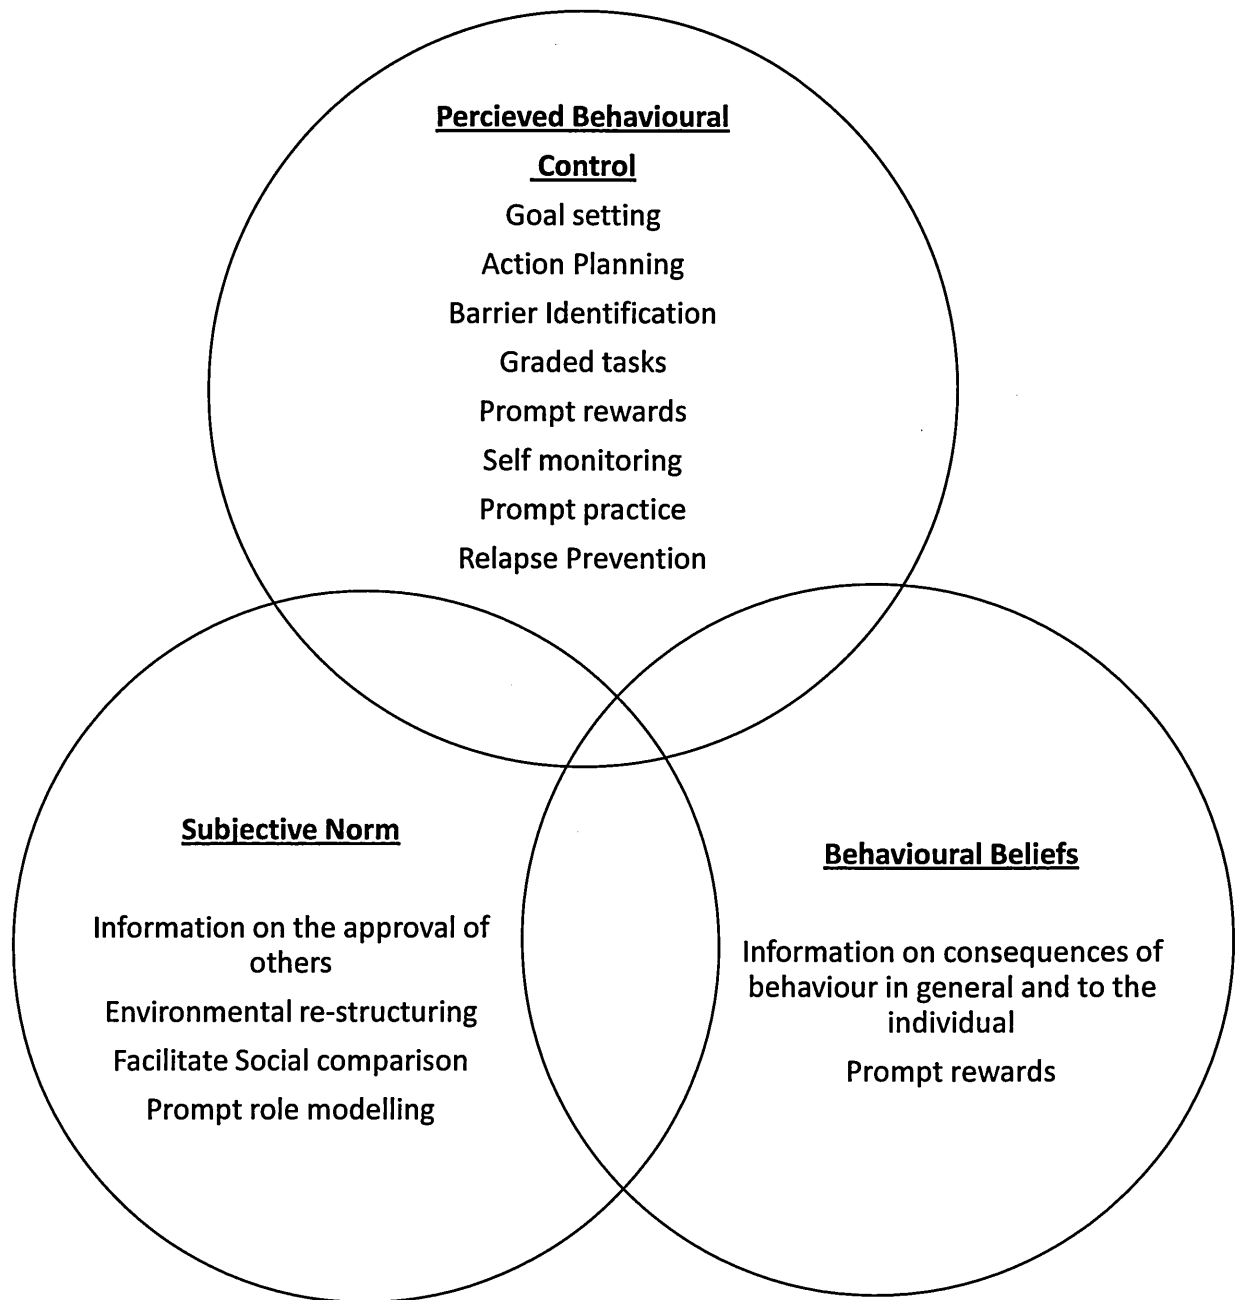 Percieved Behavioural
Control
Goal setting
Action Planning
Barrier Identification
Graded tasks
Prompt rewards
Self monitoring
Prompt practice
Relapse Prevention
Subjective Norm
Information on the approval of
others
Environmental re-structuring
Facilitate Social comparison
Prompt role modelling
Behavioural Beliefs
Information on consequences of
behaviour in general and to the
individual
Prompt rewards